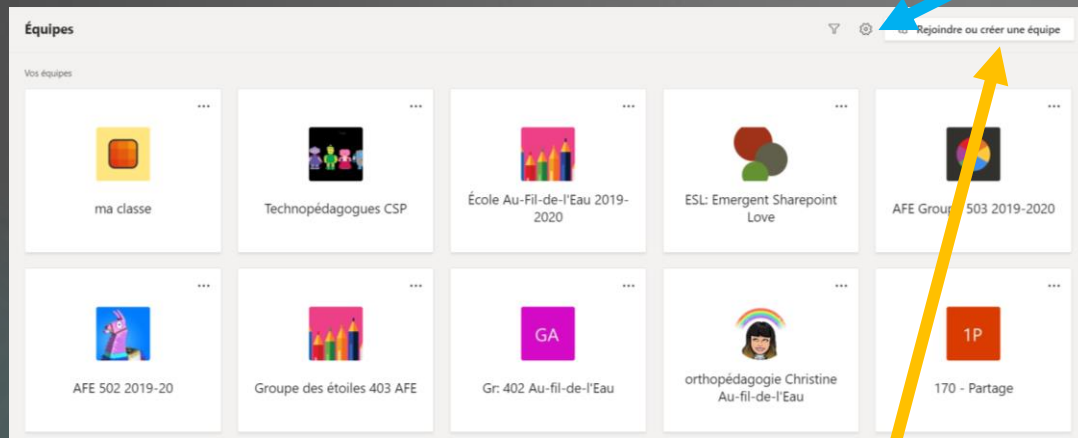 Équipes
Rejoindre ou créer une équipe
Vos équipes
ma classe
Technopédagogues CSP
École Au-Fil-de-l'Eau 2019-
2020
ESL: Emergent Sharepoint
Love
AFE Groupe 503 2019-2020
AFE 502 2019-20
Groupe des étoiles 403 AFE
GA
Gr: 402 Au-fil-de-l'Eau
orthopédagogie Christine
Au-fil-de-l'Eau
1P
170 - Partage